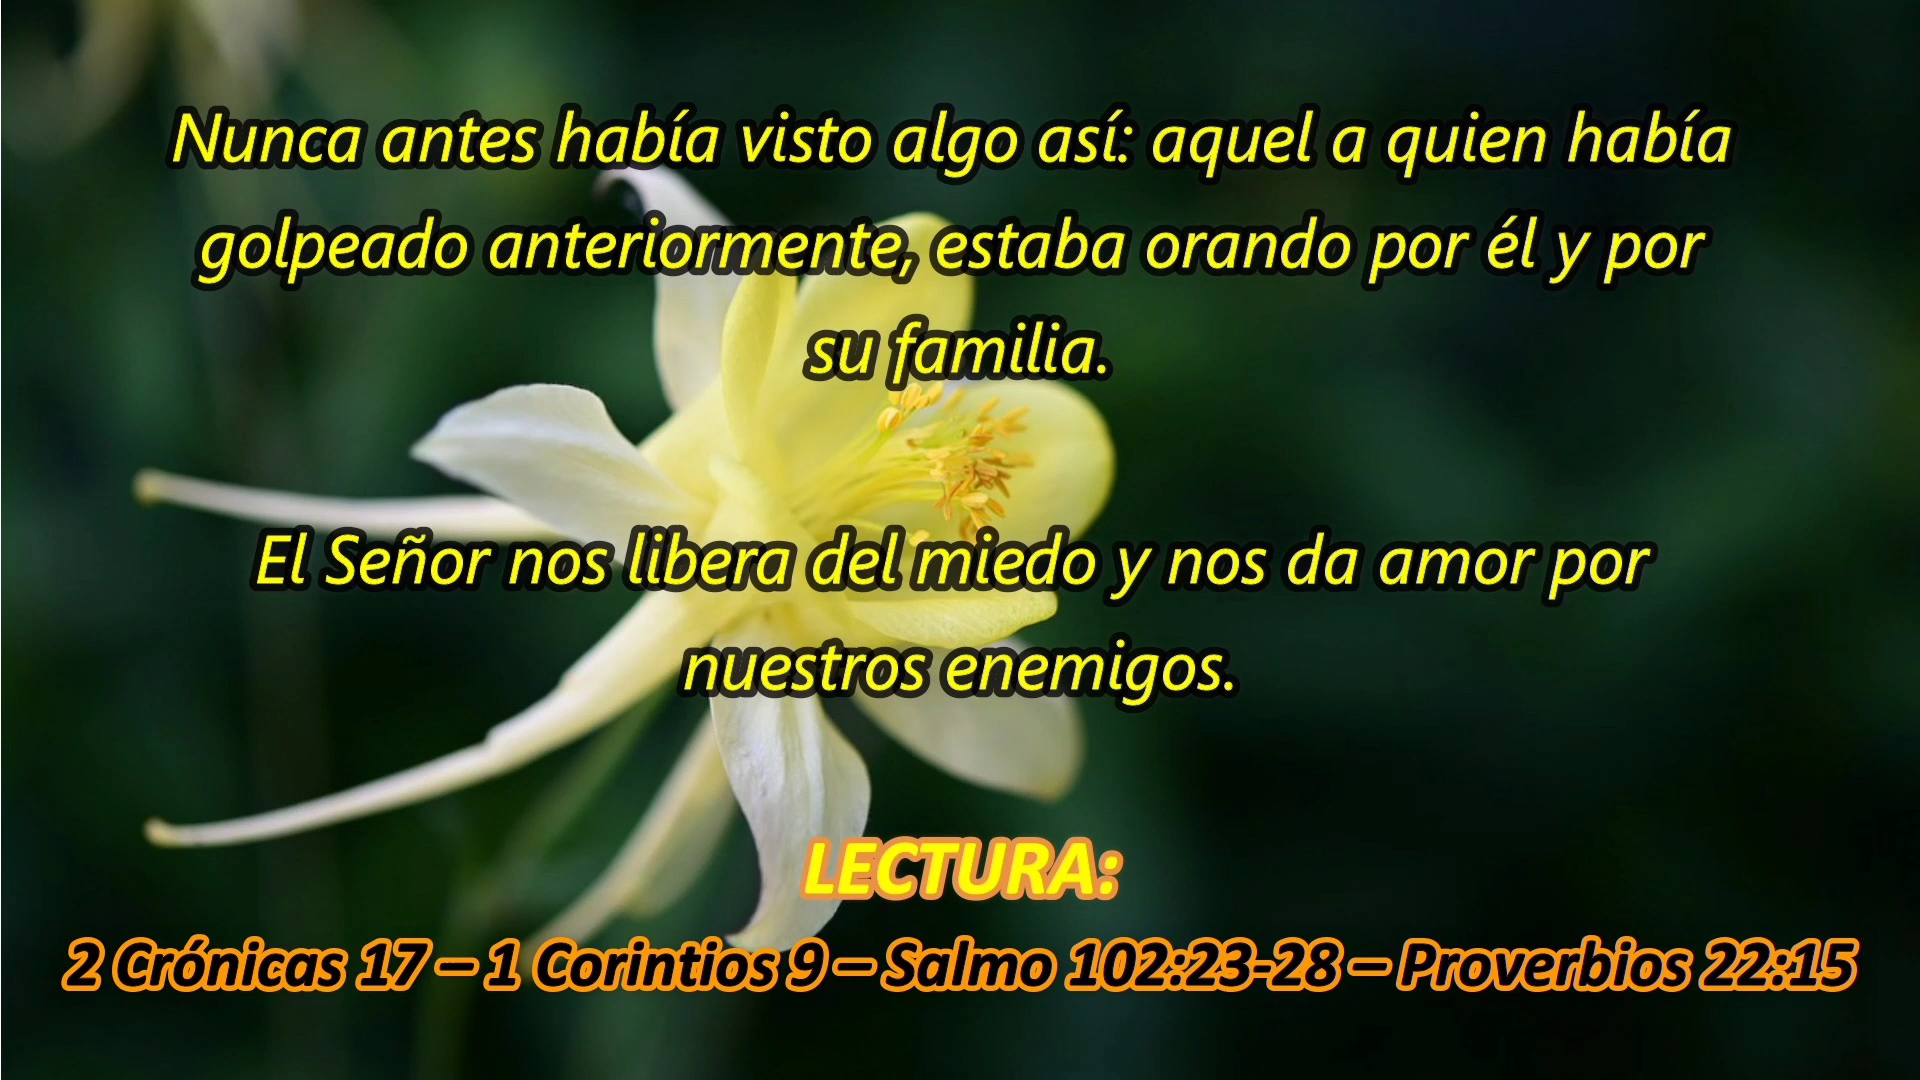 Nunca antes había visto algo así: aquel a quien había
golpeado anteriormente, estaba orando por él y por
su familia.
El Señor nos libera del miedo y nos da amor por
nuestros enemigos.
LECTURA:
2 Crónicas 17 – 1 Corintios 9 – Salmo 102:23-28 – Proverbios 22:15